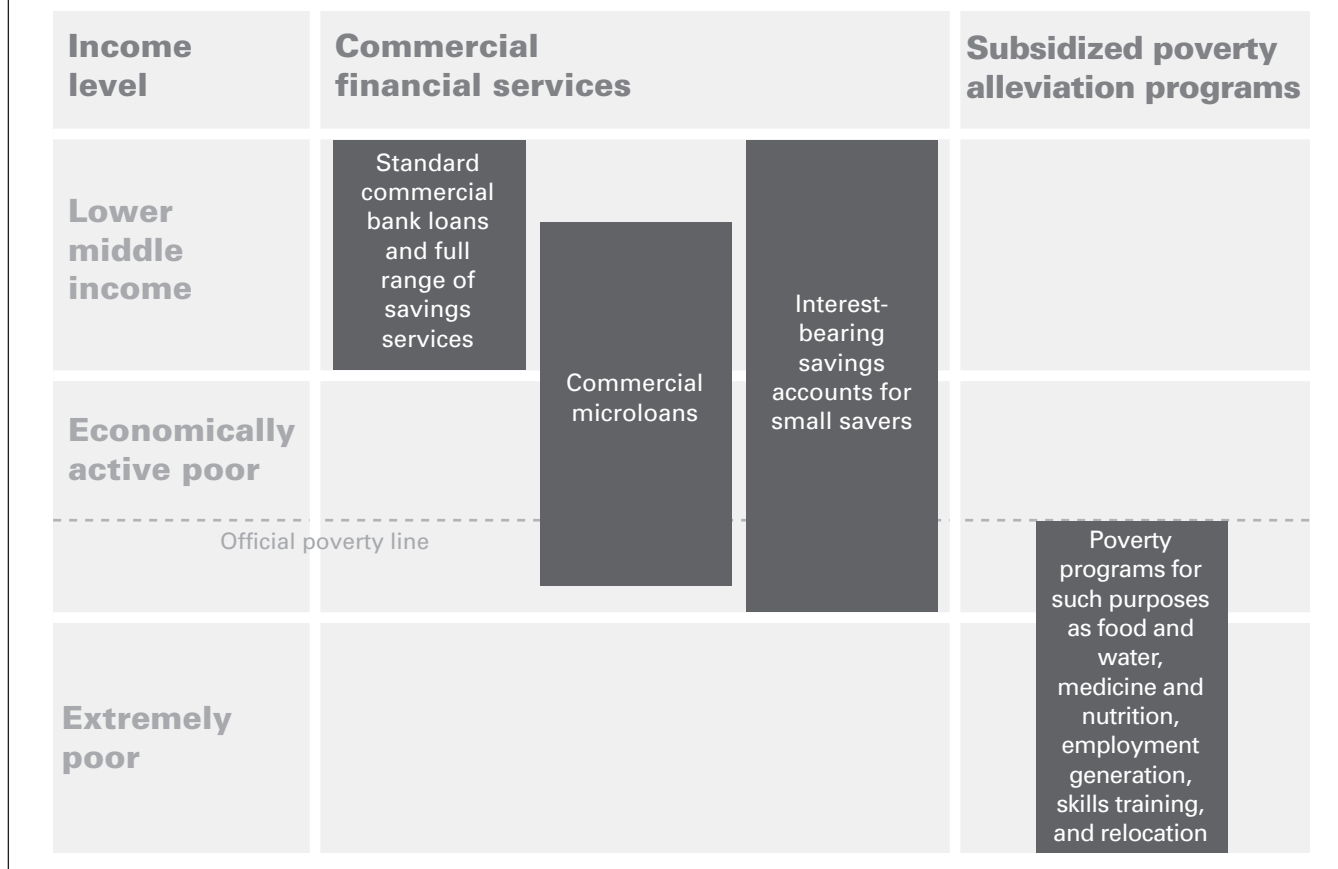 Income
level
Commercial
financial services
Subsidized poverty
alleviation programs
Lower
middle
income
Standard
commercial
bank loans
and full
range of
savings
services
Commercial
microloans
Interest-
bearing
savings
accounts for
small savers
Economically
active poor
Official poverty line
Poverty
programs for
such purposes
as food and
water,
medicine and
nutrition,
employment
generation,
skills training,
and relocation
Extremely
poor